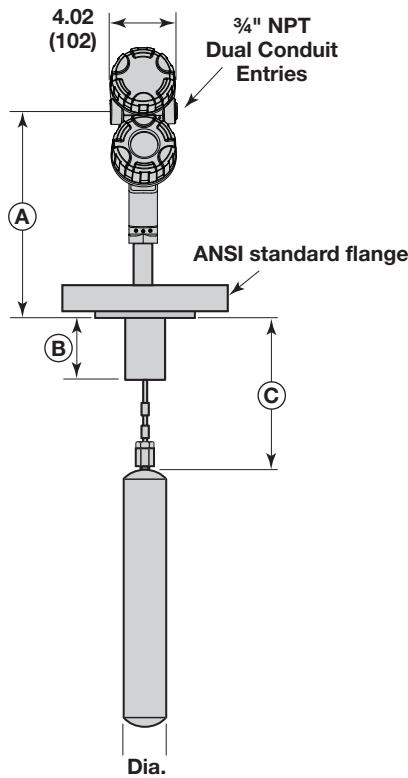 4.02
(102)
¾" NPT
Dual Conduit
Entries
A
ANSI standard flange
B
C
Dia.